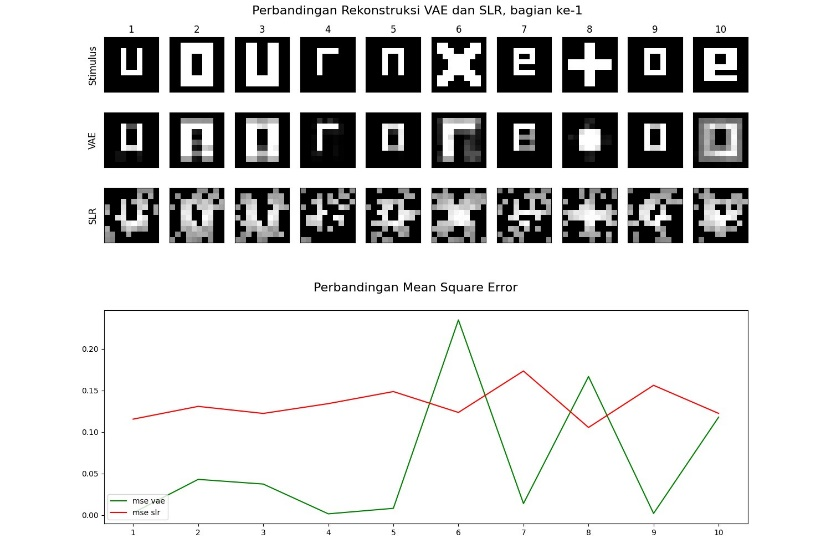 Perbandingan Rekonstruksi VAE dan SLR, bagian ke-1
1 2 3 4 5 6 7 8 9 10
Stimulus
u o u r n x e + o e
VAE
SLR
Perbandingan Mean Square Error
0.20
0.15
0.10
0.05
0.00
mse vae
mse slr
1 2 3 4 5 6 7 8 9 10